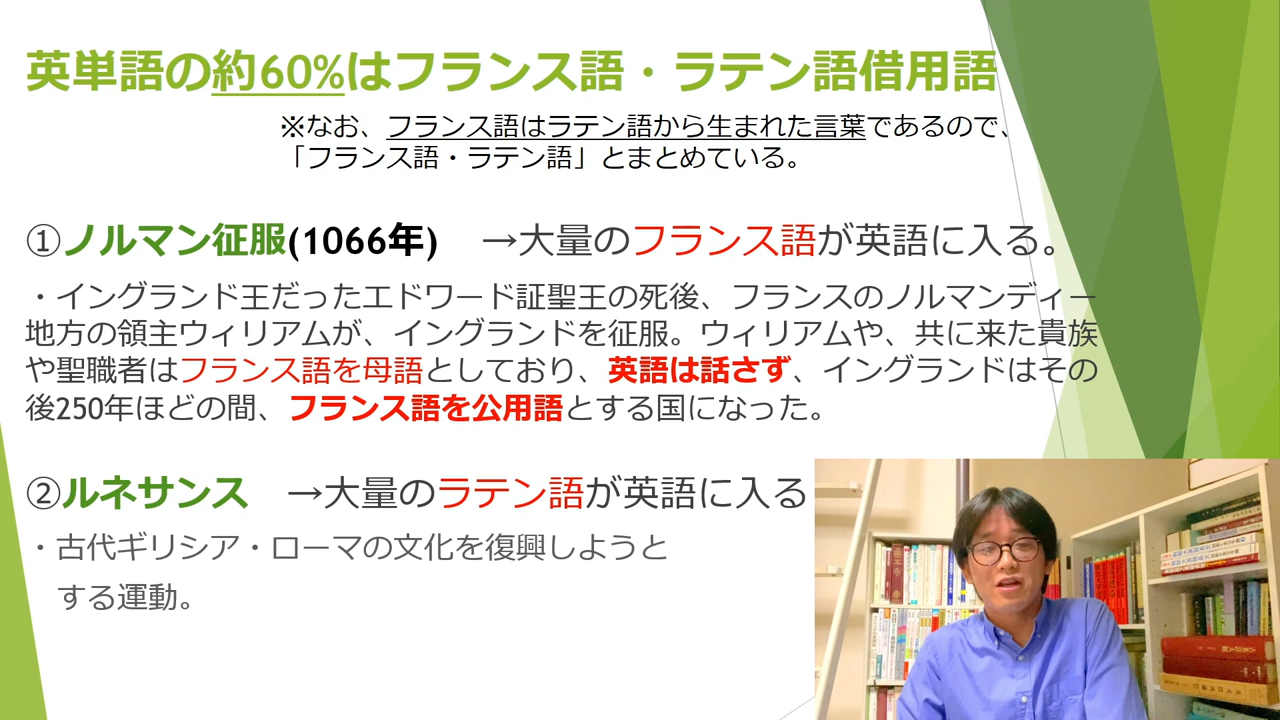 英単語の約60%はフランス語・ラテン語借用語
※なお、フランス語はラテン語から生まれた言葉であるので、
「フランス語・ラテン語」とまとめている。
①ノルマン征服(1066年)　→大量のフランス語が英語に入る。
・イングランド王だったエドワード証聖王の死後、フランスのノルマンディー
地方の領主ウィリアムが、イングランドを征服。ウィリアムや、共に来た貴族
や聖職者はフランス語を母語としており、英語は話さず、イングランドはその
後250年ほどの間、フランス語を公用語とする国になった。
②ルネサンス　→大量のラテン語が英語に入る
・古代ギリシア・ローマの文化を復興しようと
する運動。